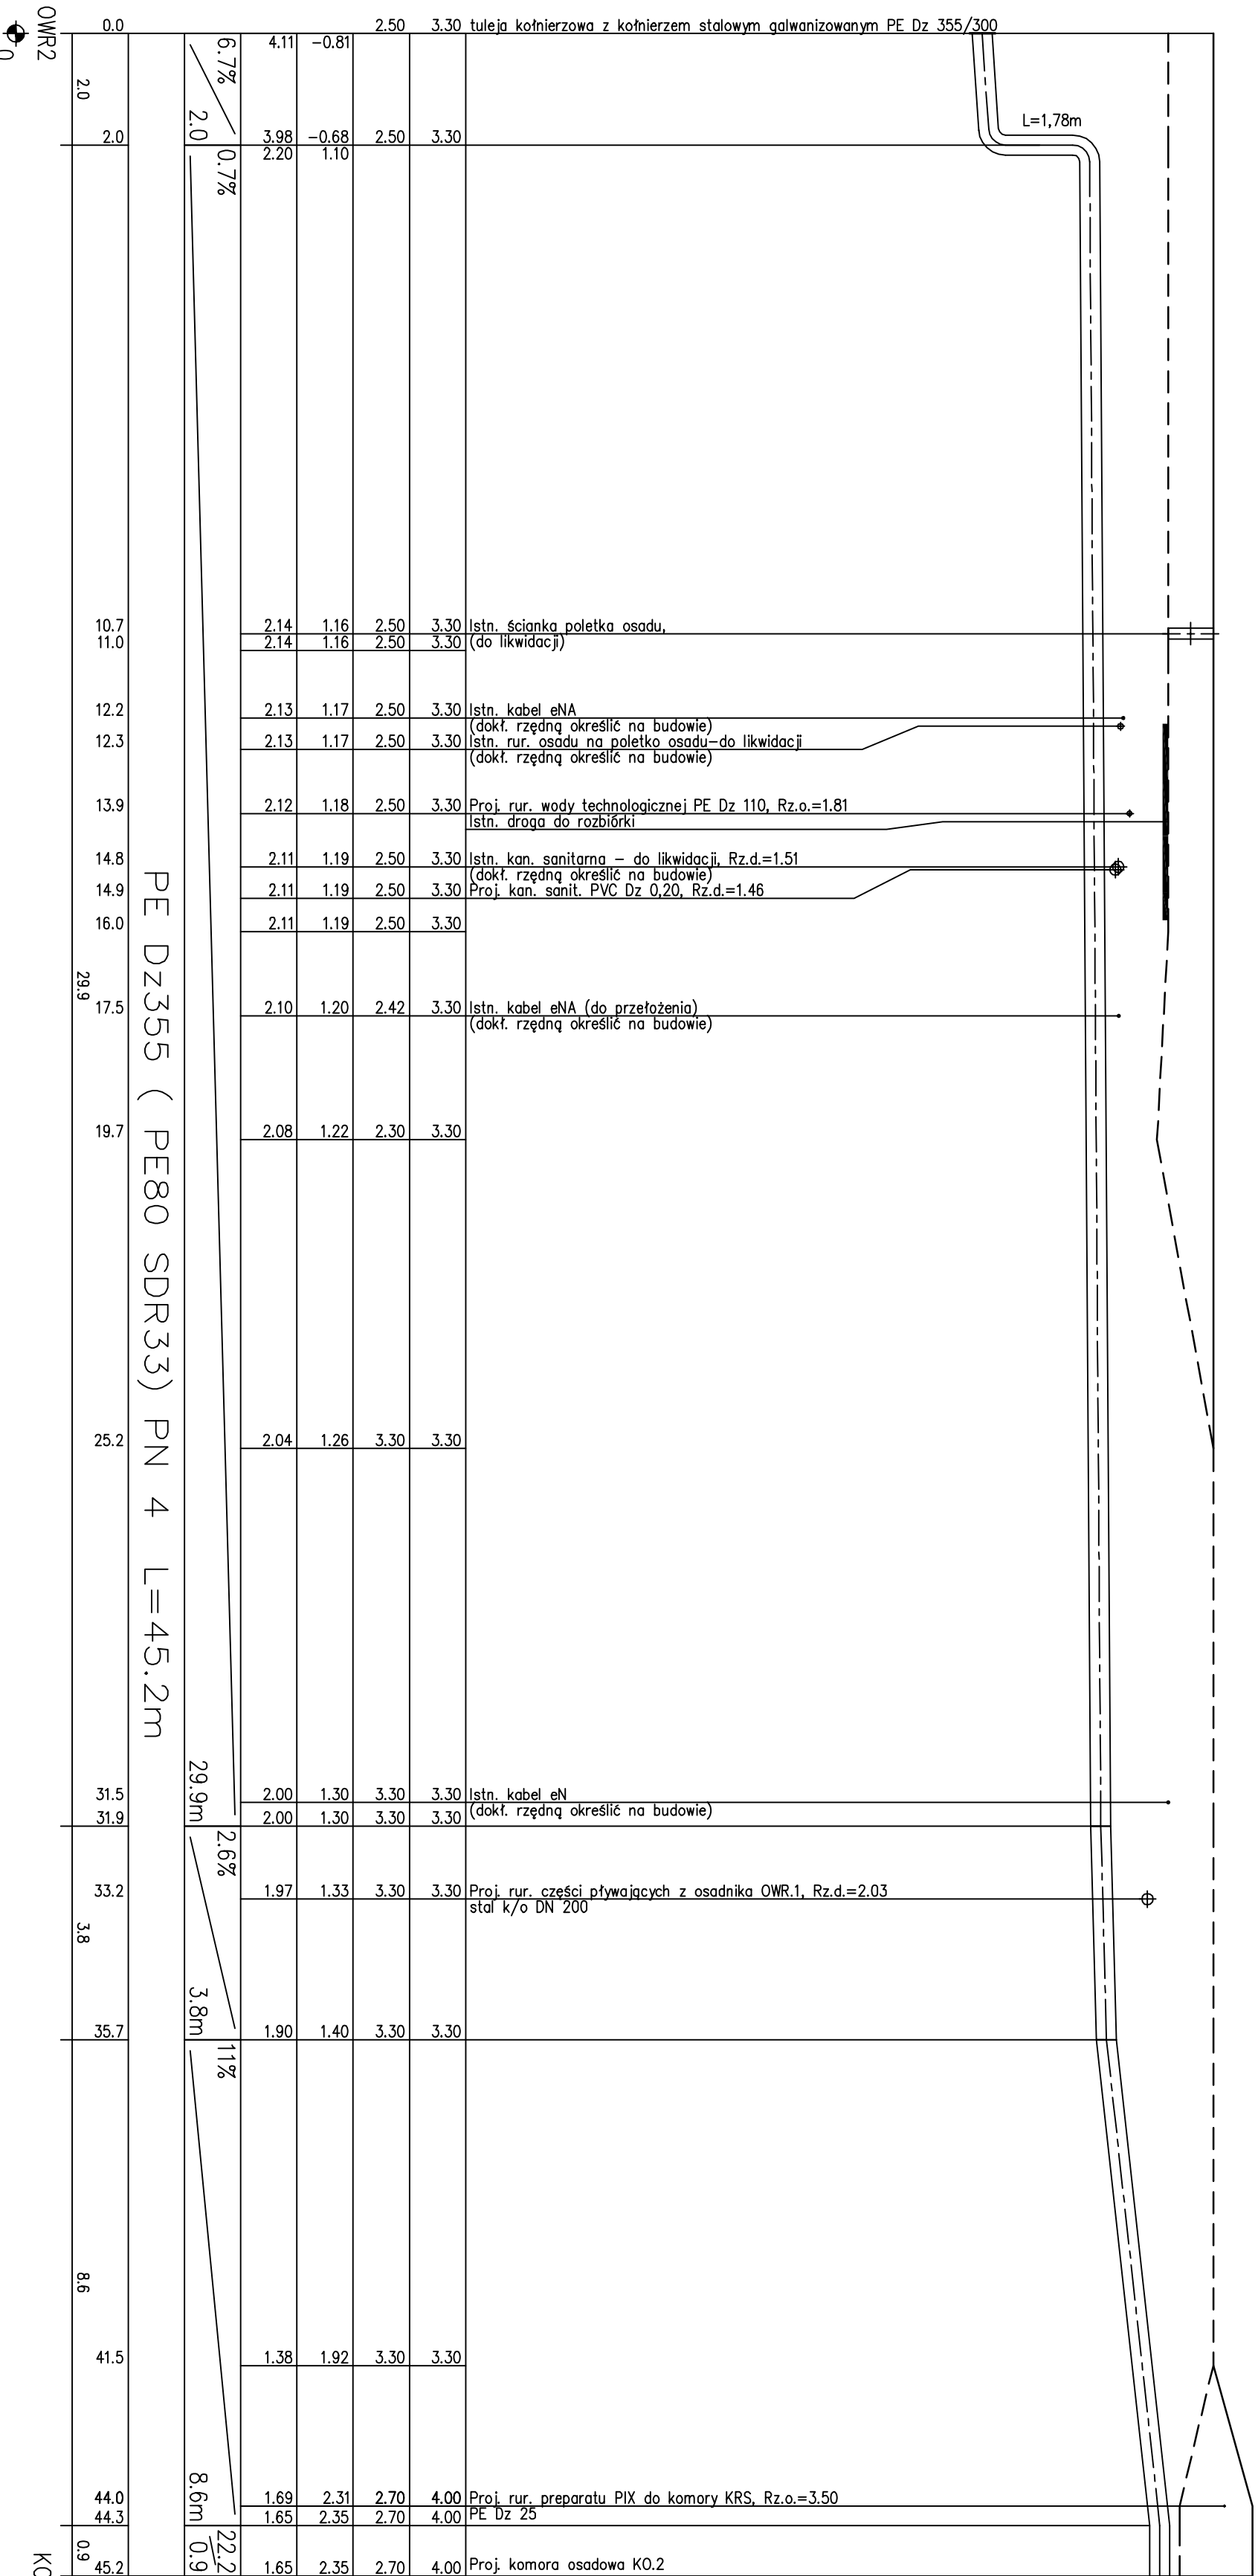 OWR2
0.0 2.50 3.30 tuleja kołnierzowa z kołnierzem stalowym galwanizowanym PE Dz 355/300
6.7% 4.11 -0.81
2.0
L=1,78m
2.0 2.0 3.98 -0.68 2.50 3.30
0.7% 2.20 1.10
10.7 2.14 1.16 2.50 3.30 Istn. ścianka poletka osadu,
11.0 2.14 1.16 2.50 3.30 (do likwidacji)
12.2 2.13 1.17 2.50 3.30 Istn. kabel eNA
(dokł. rzędną określić na budowie)
12.3 2.13 1.17 2.50 3.30 Istn. rur. osadu na poletko osadu-do likwidacji
(dokł. rzędną określić na budowie)
13.9 2.12 1.18 2.50 3.30 Proj. rur. wody technologicznej PE Dz 110, Rz.o.=1.81
Istn. droga do rozbiórki
14.8 2.11 1.19 2.50 3.30 Istn. kan. sanitarna - do likwidacji, Rz.d.=1.51
(dokł. rzędną określić na budowie)
14.9 2.11 1.19 2.50 3.30 Proj. kan. sanit. PVC Dz 0,20, Rz.d.=1.46
16.0 2.11 1.19 2.50 3.30
29.9
17.5 2.10 1.20 2.42 3.30 Istn. kabel eNA (do przełożenia)
(dokł. rzędną określić na budowie)
19.7 2.08 1.22 2.30 3.30
PE Dz355 ( PE80 SDR33) PN 4 L=45.2m
25.2 2.04 1.26 3.30 3.30
31.5 29.9m 2.00 1.30 3.30 3.30 Istn. kabel eN
(dokł. rzędną określić na budowie)
31.9 2.00 1.30 3.30 3.30
2.6%
33.2 1.97 1.33 3.30 3.30 Proj. rur. części pływających z osadnika OWR.1, Rz.d.=2.03
stal k/o DN 200
3.8
35.7 3.8m 1.90 1.40 3.30 3.30
11%
8.6
41.5 1.38 1.92 3.30 3.30
44.0 8.6m 1.69 2.31 2.70 4.00 Proj. rur. preparatu PIX do komory KRS, Rz.o.=3.50
44.3 1.65 2.35 2.70 4.00 PE Dz 25
0.9 0.9 22.2
45.2 1.65 2.35 2.70 4.00 Proj. komora osadowa KO.2